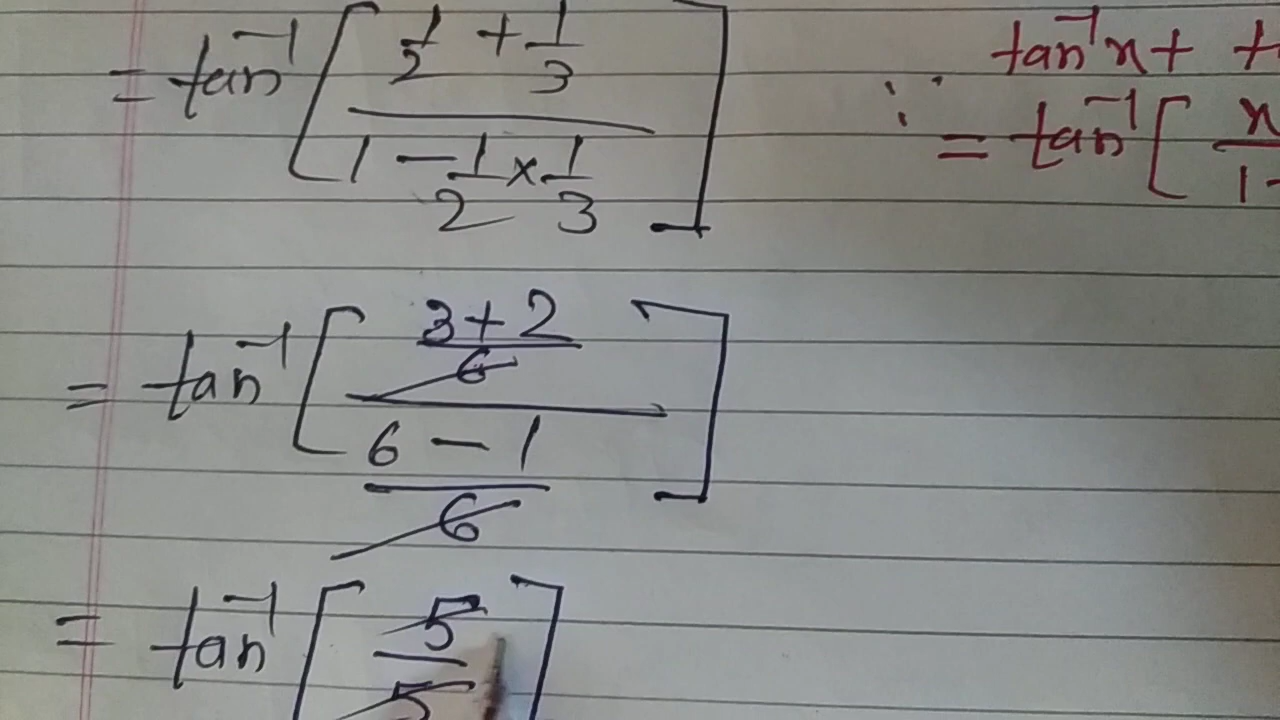 = tan⁻¹ [ (1/2 + 1/3) / (1 - 1/2 × 1/3) ]
∵ tan⁻¹x +
= tan⁻¹ [ x / 1-
= tan⁻¹ [ ((3+2)/6) / ((6-1)/6) ]
= tan⁻¹ [ 5/5 ]